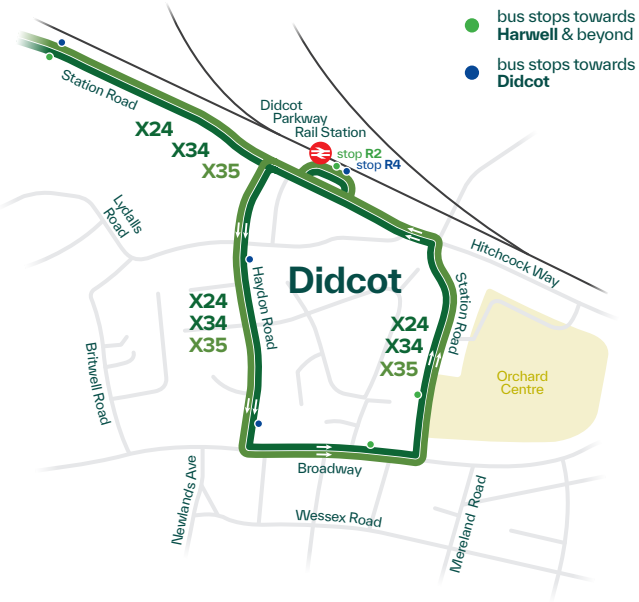 bus stops towards
Harwell & beyond
bus stops towards
Didcot
Station Road
Didcot
Parkway
Rail Station
stop R2
stop R4
X24
X34
X35
Lydalls
Road
Hitchcock Way
Didcot
Haydon Road
Station Road
X24
X34
X35
X24
X34
X35
Britwell Road
Orchard
Centre
Broadway
Newlands Ave
Wessex Road
Mereland Road